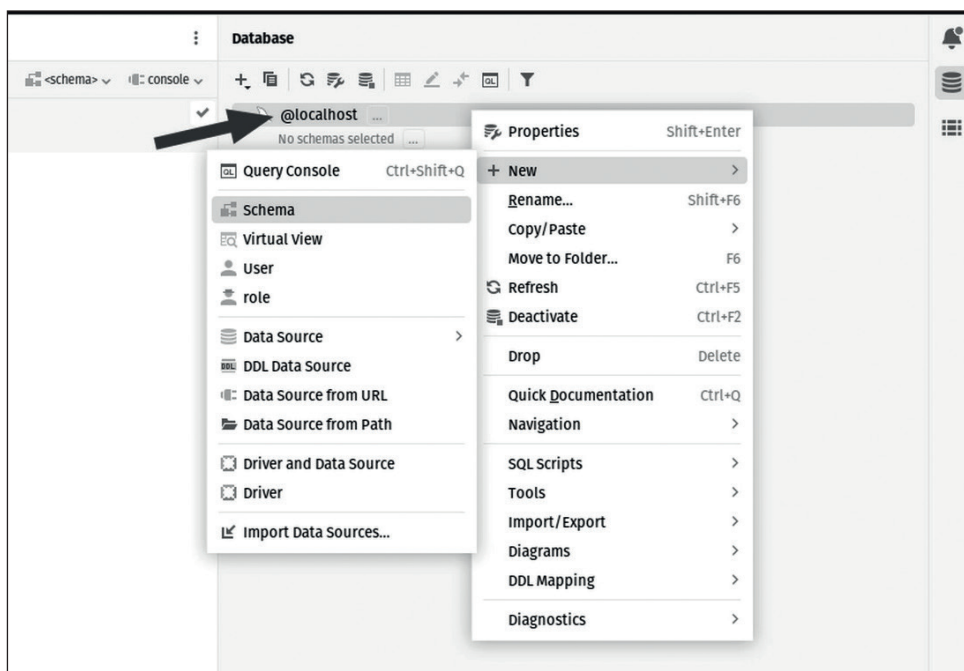 Database
<schema> console
@localhost ...
No schemas selected ...
Query Console Ctrl+Shift+Q
Schema
Virtual View
User
role
Data Source
DDL Data Source
Data Source from URL
Data Source from Path
Driver and Data Source
Driver
Import Data Sources...
Properties Shift+Enter
New
Rename... Shift+F6
Copy/Paste
Move to Folder... F6
Refresh Ctrl+F5
Deactivate Ctrl+F2
Drop Delete
Quick Documentation Ctrl+Q
Navigation
SQL Scripts
Tools
Import/Export
Diagrams
DDL Mapping
Diagnostics